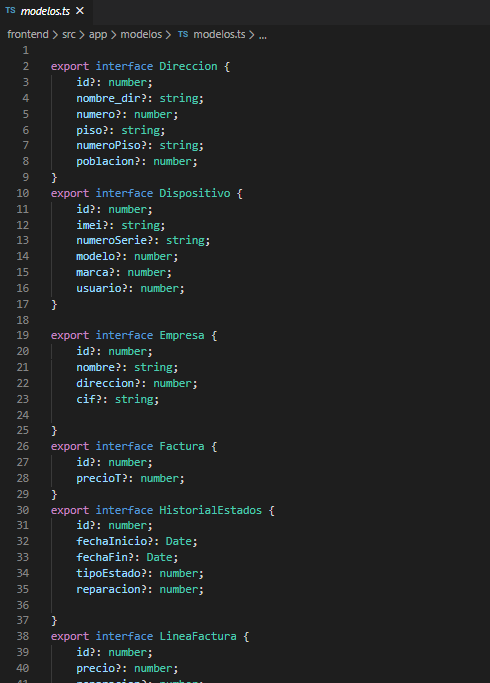 TS modelos.ts ×
frontend > src > app > modelos > TS modelos.ts > ...
1
2 export interface Direccion {
3 id?: number;
4 nombre_dir?: string;
5 numero?: number;
6 piso?: string;
7 numeroPiso?: string;
8 poblacion?: number;
9 }
10 export interface Dispositivo {
11 id?: number;
12 imei?: string;
13 numeroSerie?: string;
14 modelo?: number;
15 marca?: number;
16 usuario?: number;
17 }
18
19 export interface Empresa {
20 id?: number;
21 nombre?: string;
22 direccion?: number;
23 cif?: string;
24
25 }
26 export interface Factura {
27 id?: number;
28 precioT?: number;
29 }
30 export interface HistorialEstados {
31 id?: number;
32 fechaInicio?: Date;
33 fechaFin?: Date;
34 tipoEstado?: number;
35 reparacion?: number;
36
37 }
38 export interface LineaFactura {
39 id?: number;
40 precio?: number;
41 reparacion?: number;